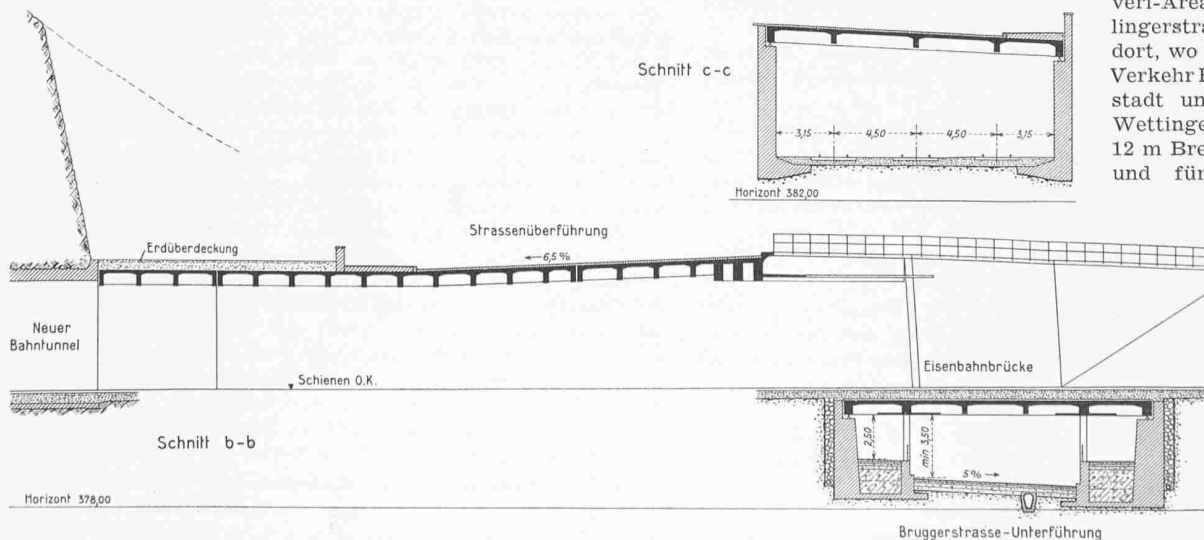 veri-Area
lingerstra
dort, wo
Verkehr
stadt un
Wettinge
12 m Bre
und für
Schnitt c-c
3,15 4,50 4,50 3,15
Horizont 382,00
Strassenüberführung
Erdüberdeckung
6,5 %
Neuer
Bahntunnel
Schienen O.K.
Eisenbahnbrücke
Schnitt b-b
2,50
min 3,50
5%
Horizont 378,00
Bruggerstrasse-Unterführung